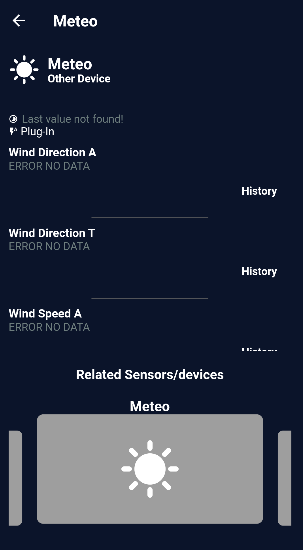 Meteo
Meteo
Other Device
Last value not found!
Plug-In
Wind Direction A
ERROR NO DATA
History
Wind Direction T
ERROR NO DATA
History
Wind Speed A
ERROR NO DATA
History
Related Sensors/devices
Meteo